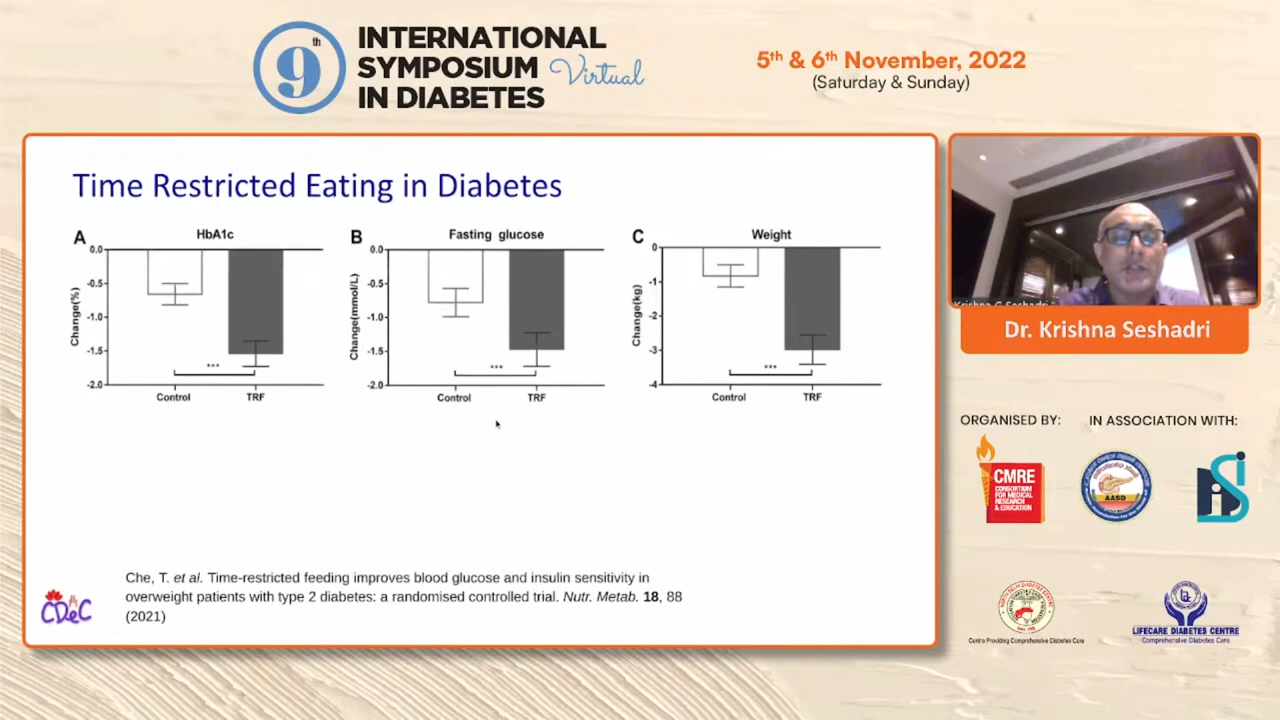 9th
INTERNATIONAL
SYMPOSIUM Virtual
IN DIABETES
5th & 6th November, 2022
(Saturday & Sunday)
Time Restricted Eating in Diabetes
A HbA1c
Change(%)
0.0
-0.5
-1.0
-1.5
-2.0
***
Control TRF
B Fasting glucose
Change(mmol/L)
0.0
-0.5
-1.0
-1.5
-2.0
***
Control TRF
C Weight
Change(kg)
0
-1
-2
-3
-4
***
Control TRF
CDeC
Che, T. et al. Time-restricted feeding improves blood glucose and insulin sensitivity in
overweight patients with type 2 diabetes: a randomised controlled trial. Nutr. Metab. 18, 88
(2021)
Krishna G Seshadri
Dr. Krishna Seshadri
ORGANISED BY: IN ASSOCIATION WITH:
CMRE
CONSORTIUM
FOR MEDICAL
RESEARCH
& EDUCATION
AASD
Centre Providing Comprehensive Diabetes Care
LIFECARE DIABETES CENTRE
Comprehensive Diabetes Care